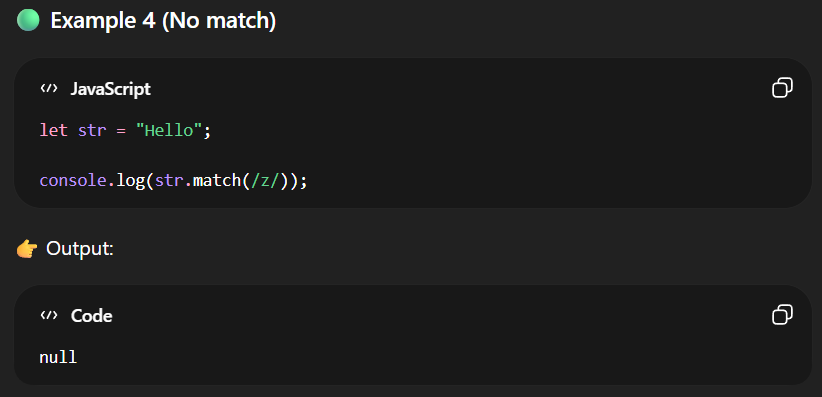 Example 4 (No match)
JavaScript
let str = "Hello";
console.log(str.match(/z/));
👉 Output:
Code
null